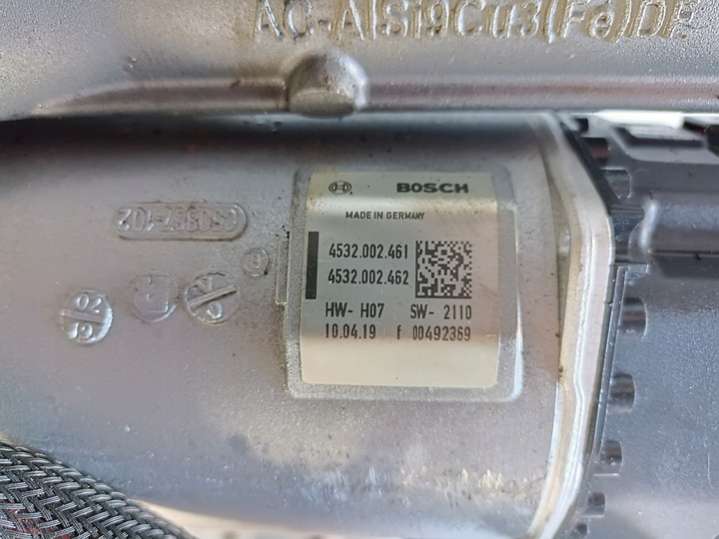 AC-AlSi9Cu3(Fe)DF
BOSCH
MADE IN GERMANY
4532.002.461
4532.002.462
HW- H07 SW- 2110
10.04.19 f 00492369